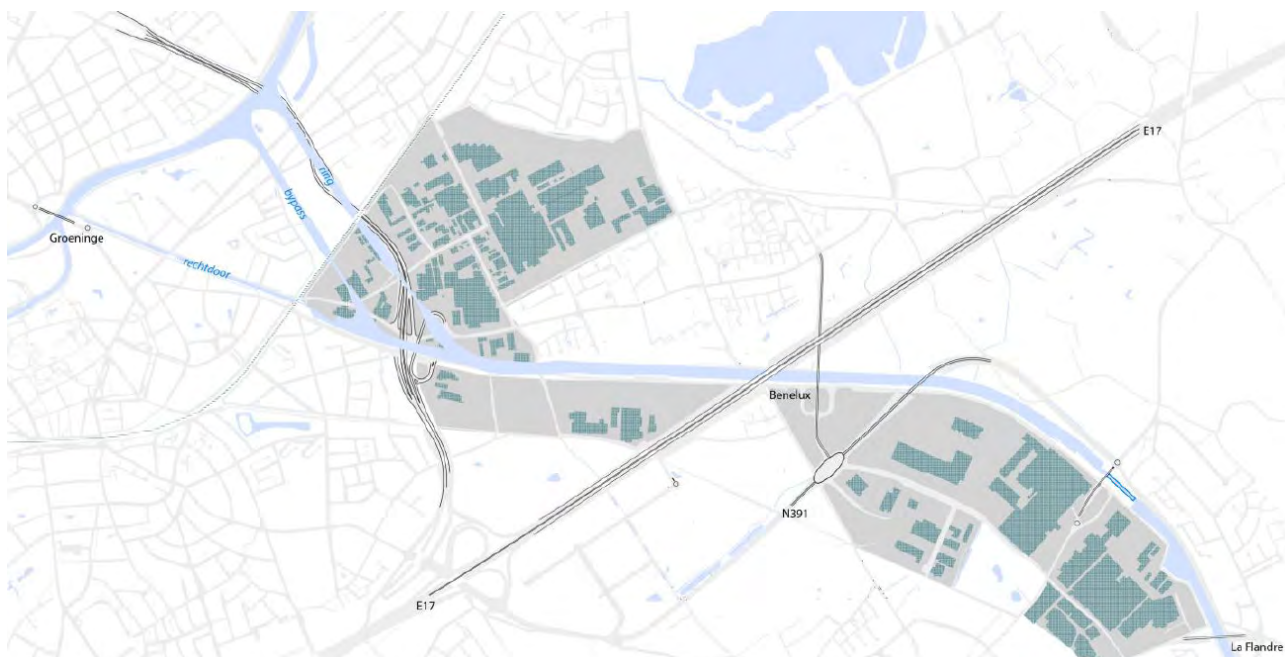 E17
ring
bypass
Groeninge
rechtdoor
Benelux
N391
E17
La Flandre